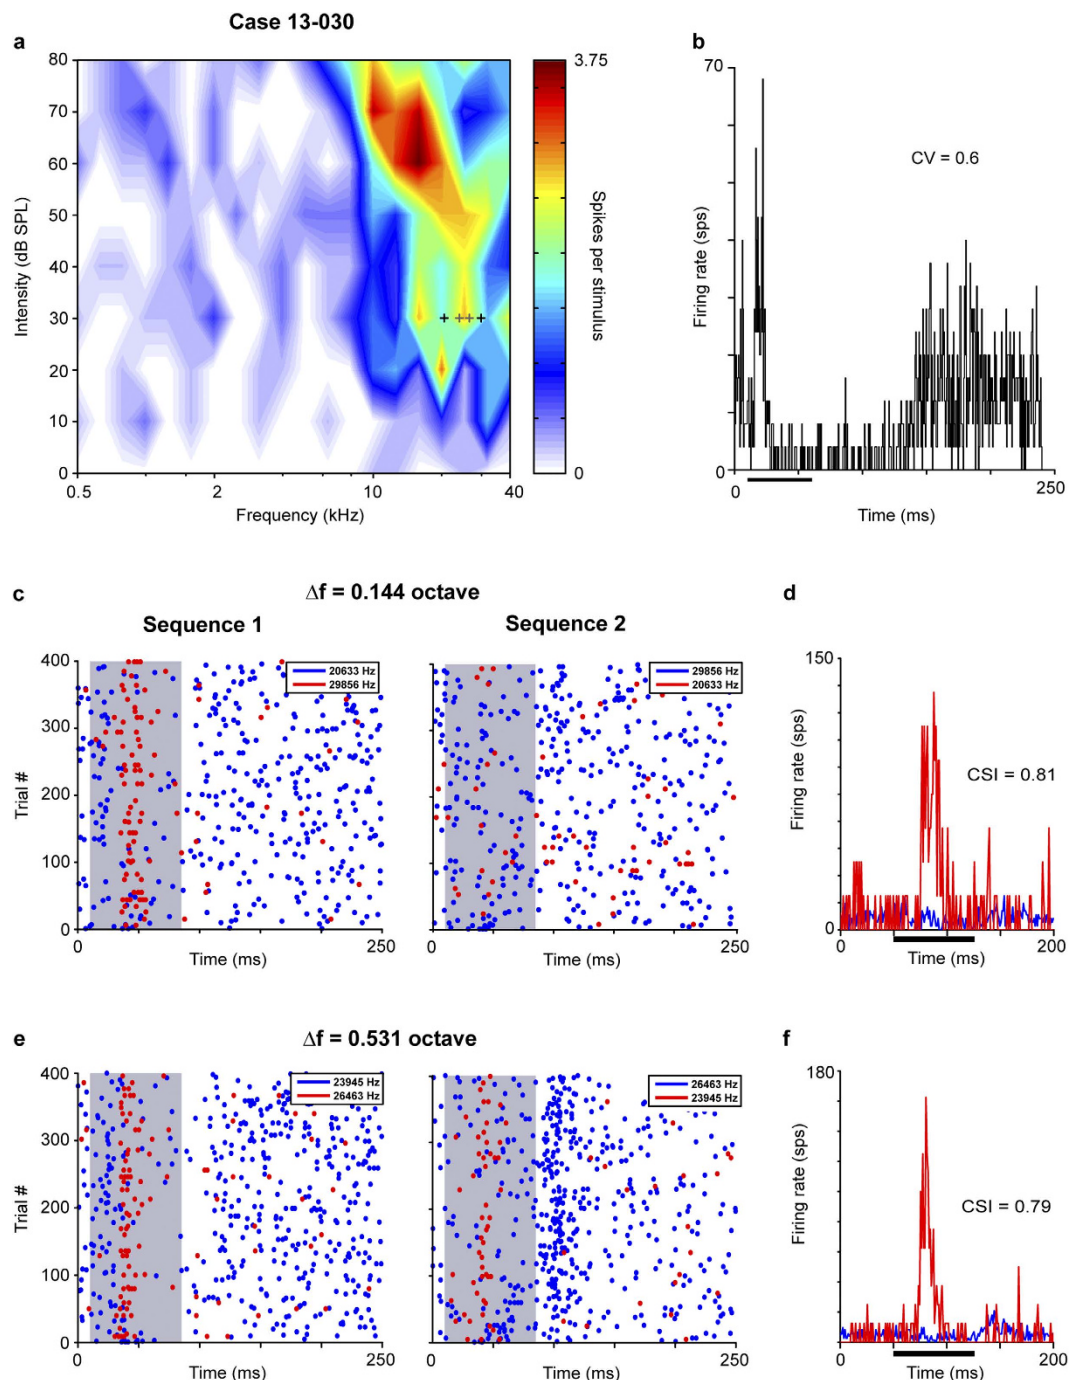 Case 13-030
a
80
70
60
50
40
30
20
10
0
Intensity (dB SPL)
0.5
2
10
40
Frequency (kHz)
3.75
0
Spikes per stimulus
b
70
0
Firing rate (sps)
CV = 0.6
0
250
Time (ms)
c
Δf = 0.144 octave
Sequence 1
Sequence 2
400
300
200
100
0
Trial #
20633 Hz
29856 Hz
0
250
Time (ms)
29856 Hz
20633 Hz
0
250
Time (ms)
d
150
0
Firing rate (sps)
CSI = 0.81
0
200
Time (ms)
e
Δf = 0.531 octave
400
300
200
100
0
Trial #
23945 Hz
26463 Hz
0
250
Time (ms)
26463 Hz
23945 Hz
0
250
Time (ms)
f
180
0
Firing rate (sps)
CSI = 0.79
0
200
Time (ms)